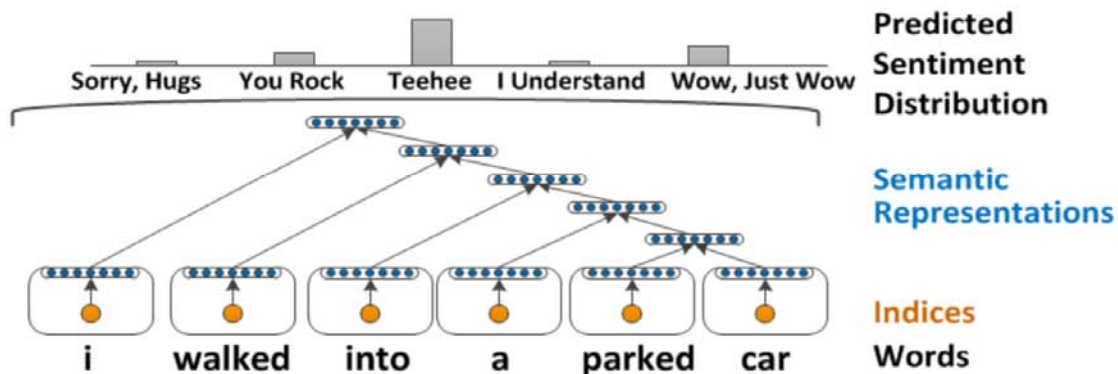 Predicted
Sentiment
Distribution
Sorry, Hugs You Rock Teehee I Understand Wow, Just Wow
Semantic
Representations
Indices
i walked into a parked car Words